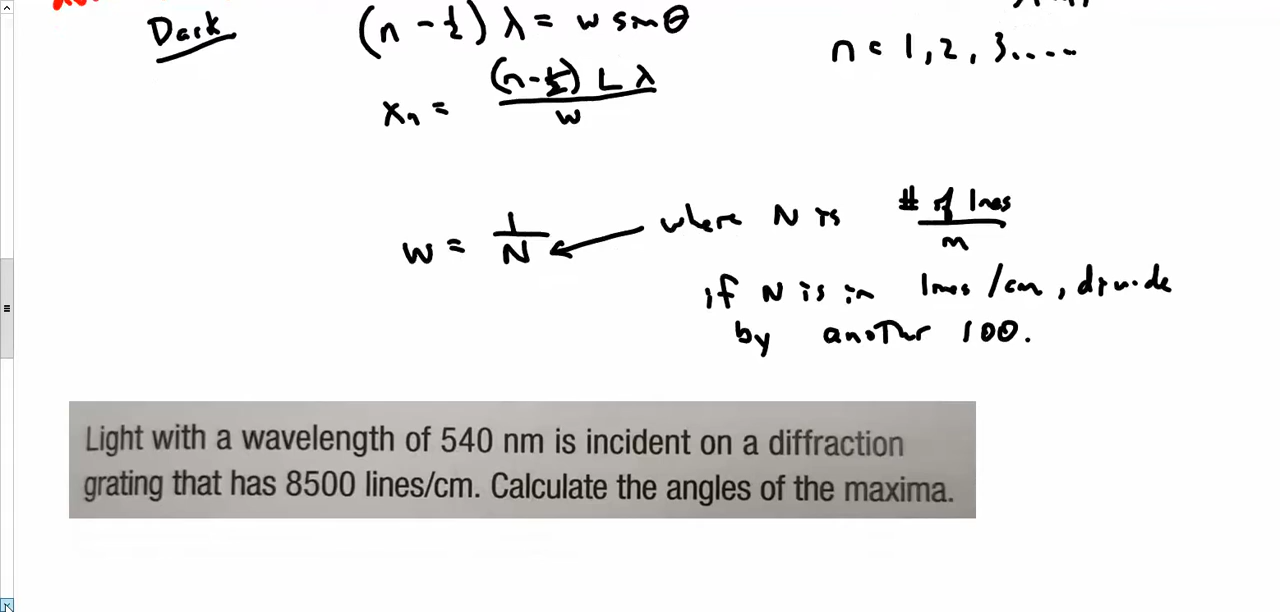 Dark (n - 1/2) λ = w sin θ
n = 1, 2, 3....
xn = (n - 1/2) L λ / w
w = 1/N ← where N is # of lines / m
if N is in lines /cm, divide
by another 100.
Light with a wavelength of 540 nm is incident on a diffraction
grating that has 8500 lines/cm. Calculate the angles of the maxima.